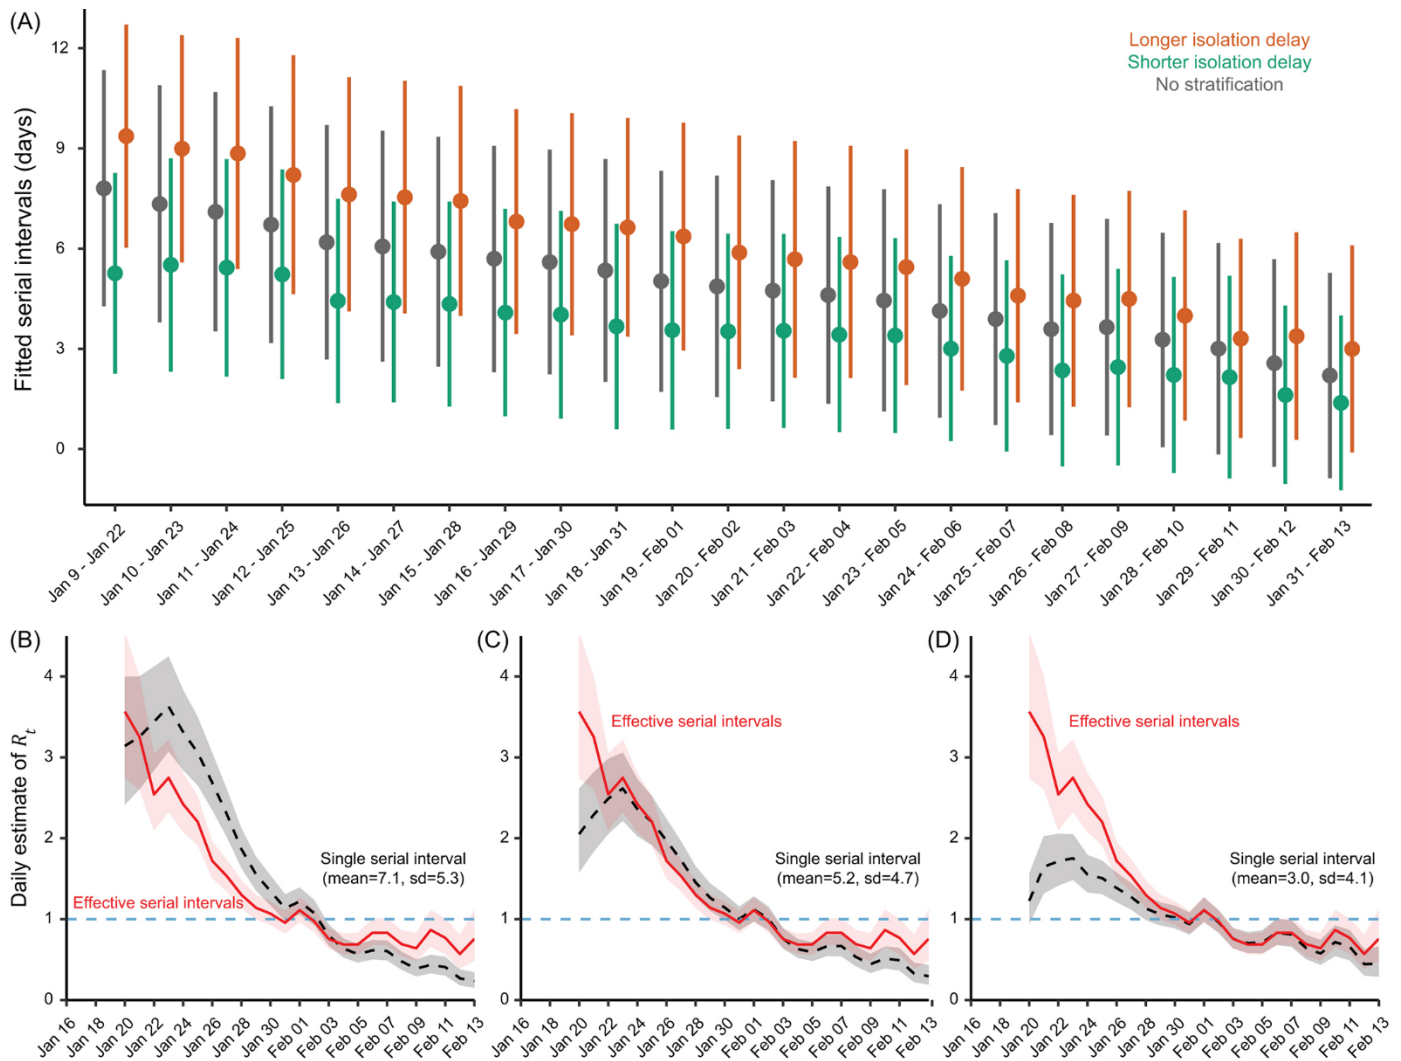 (A)
Fitted serial intervals (days)
12
9
6
3
0
Longer isolation delay
Shorter isolation delay
No stratification
Jan 9 - Jan 22
Jan 10 - Jan 23
Jan 11 - Jan 24
Jan 12 - Jan 25
Jan 13 - Jan 26
Jan 14 - Jan 27
Jan 15 - Jan 28
Jan 16 - Jan 29
Jan 17 - Jan 30
Jan 18 - Jan 31
Jan 19 - Feb 01
Jan 20 - Feb 02
Jan 21 - Feb 03
Jan 22 - Feb 04
Jan 23 - Feb 05
Jan 24 - Feb 06
Jan 25 - Feb 07
Jan 26 - Feb 08
Jan 27 - Feb 09
Jan 28 - Feb 10
Jan 29 - Feb 11
Jan 30 - Feb 12
Jan 31 - Feb 13
(B)
Daily estimate of Rt
4
3
2
1
0
Single serial interval
(mean=7.1, sd=5.3)
Effective serial intervals
Jan 16
Jan 18
Jan 20
Jan 22
Jan 24
Jan 26
Jan 28
Jan 30
Feb 01
Feb 03
Feb 05
Feb 07
Feb 09
Feb 11
Feb 13
(C)
4
3
2
1
0
Effective serial intervals
Single serial interval
(mean=5.2, sd=4.7)
Jan 16
Jan 18
Jan 20
Jan 22
Jan 24
Jan 26
Jan 28
Jan 30
Feb 01
Feb 03
Feb 05
Feb 07
Feb 09
Feb 11
Feb 13
(D)
4
3
2
1
0
Effective serial intervals
Single serial interval
(mean=3.0, sd=4.1)
Jan 16
Jan 18
Jan 20
Jan 22
Jan 24
Jan 26
Jan 28
Jan 30
Feb 01
Feb 03
Feb 05
Feb 07
Feb 09
Feb 11
Feb 13